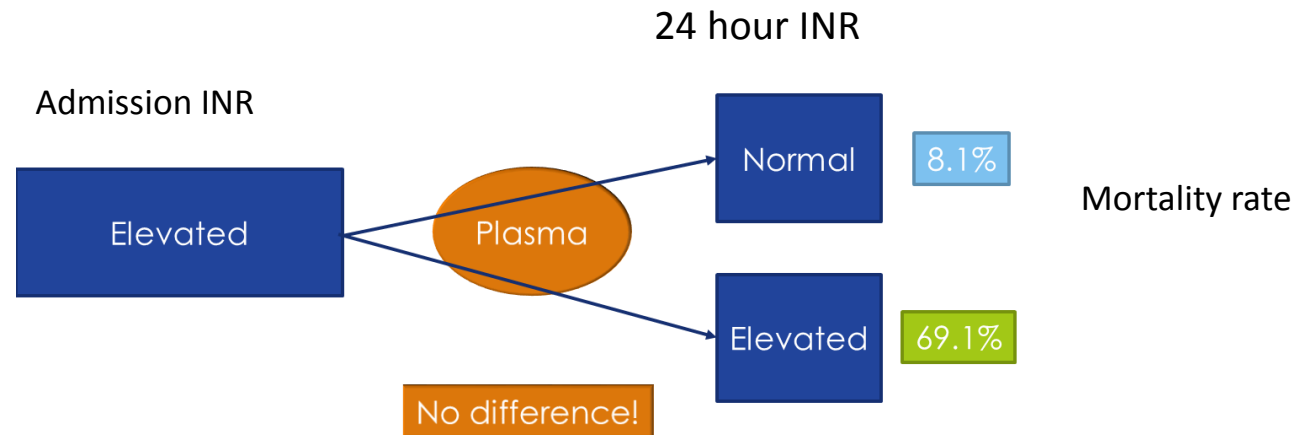 24 hour INR
Admission INR
Normal
8.1%
Mortality rate
Elevated
Plasma
Elevated
69.1%
No difference!